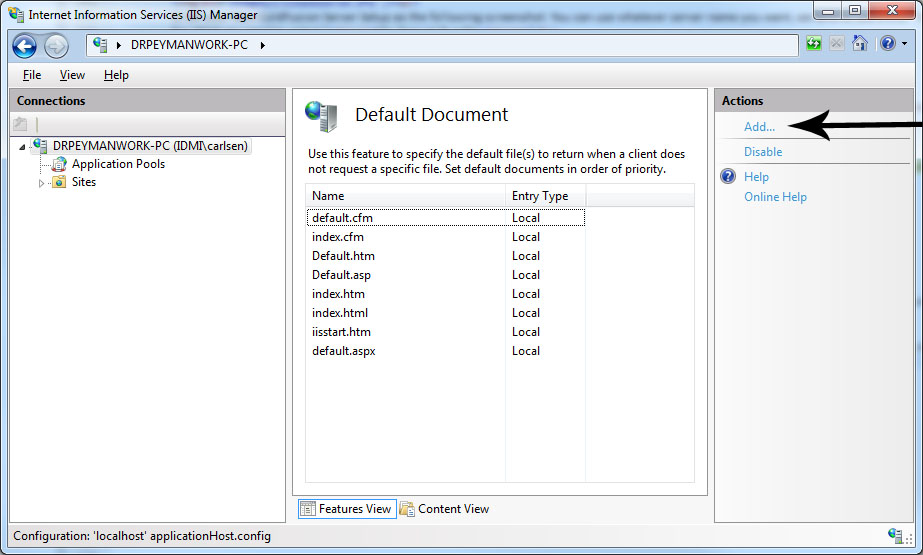 Internet Information Services (IIS) Manager
DRPEYMANWORK-PC
File View Help
Connections
DRPEYMANWORK-PC (IDMI\carlsen)
Application Pools
Sites
Default Document
Use this feature to specify the default file(s) to return when a client does
not request a specific file. Set default documents in order of priority.
Name Entry Type
default.cfm Local
index.cfm Local
Default.htm Local
Default.asp Local
index.htm Local
index.html Local
iisstart.htm Local
default.aspx Local
Features View Content View
Actions
Add...
Disable
Help
Online Help
Configuration: 'localhost' applicationHost.config